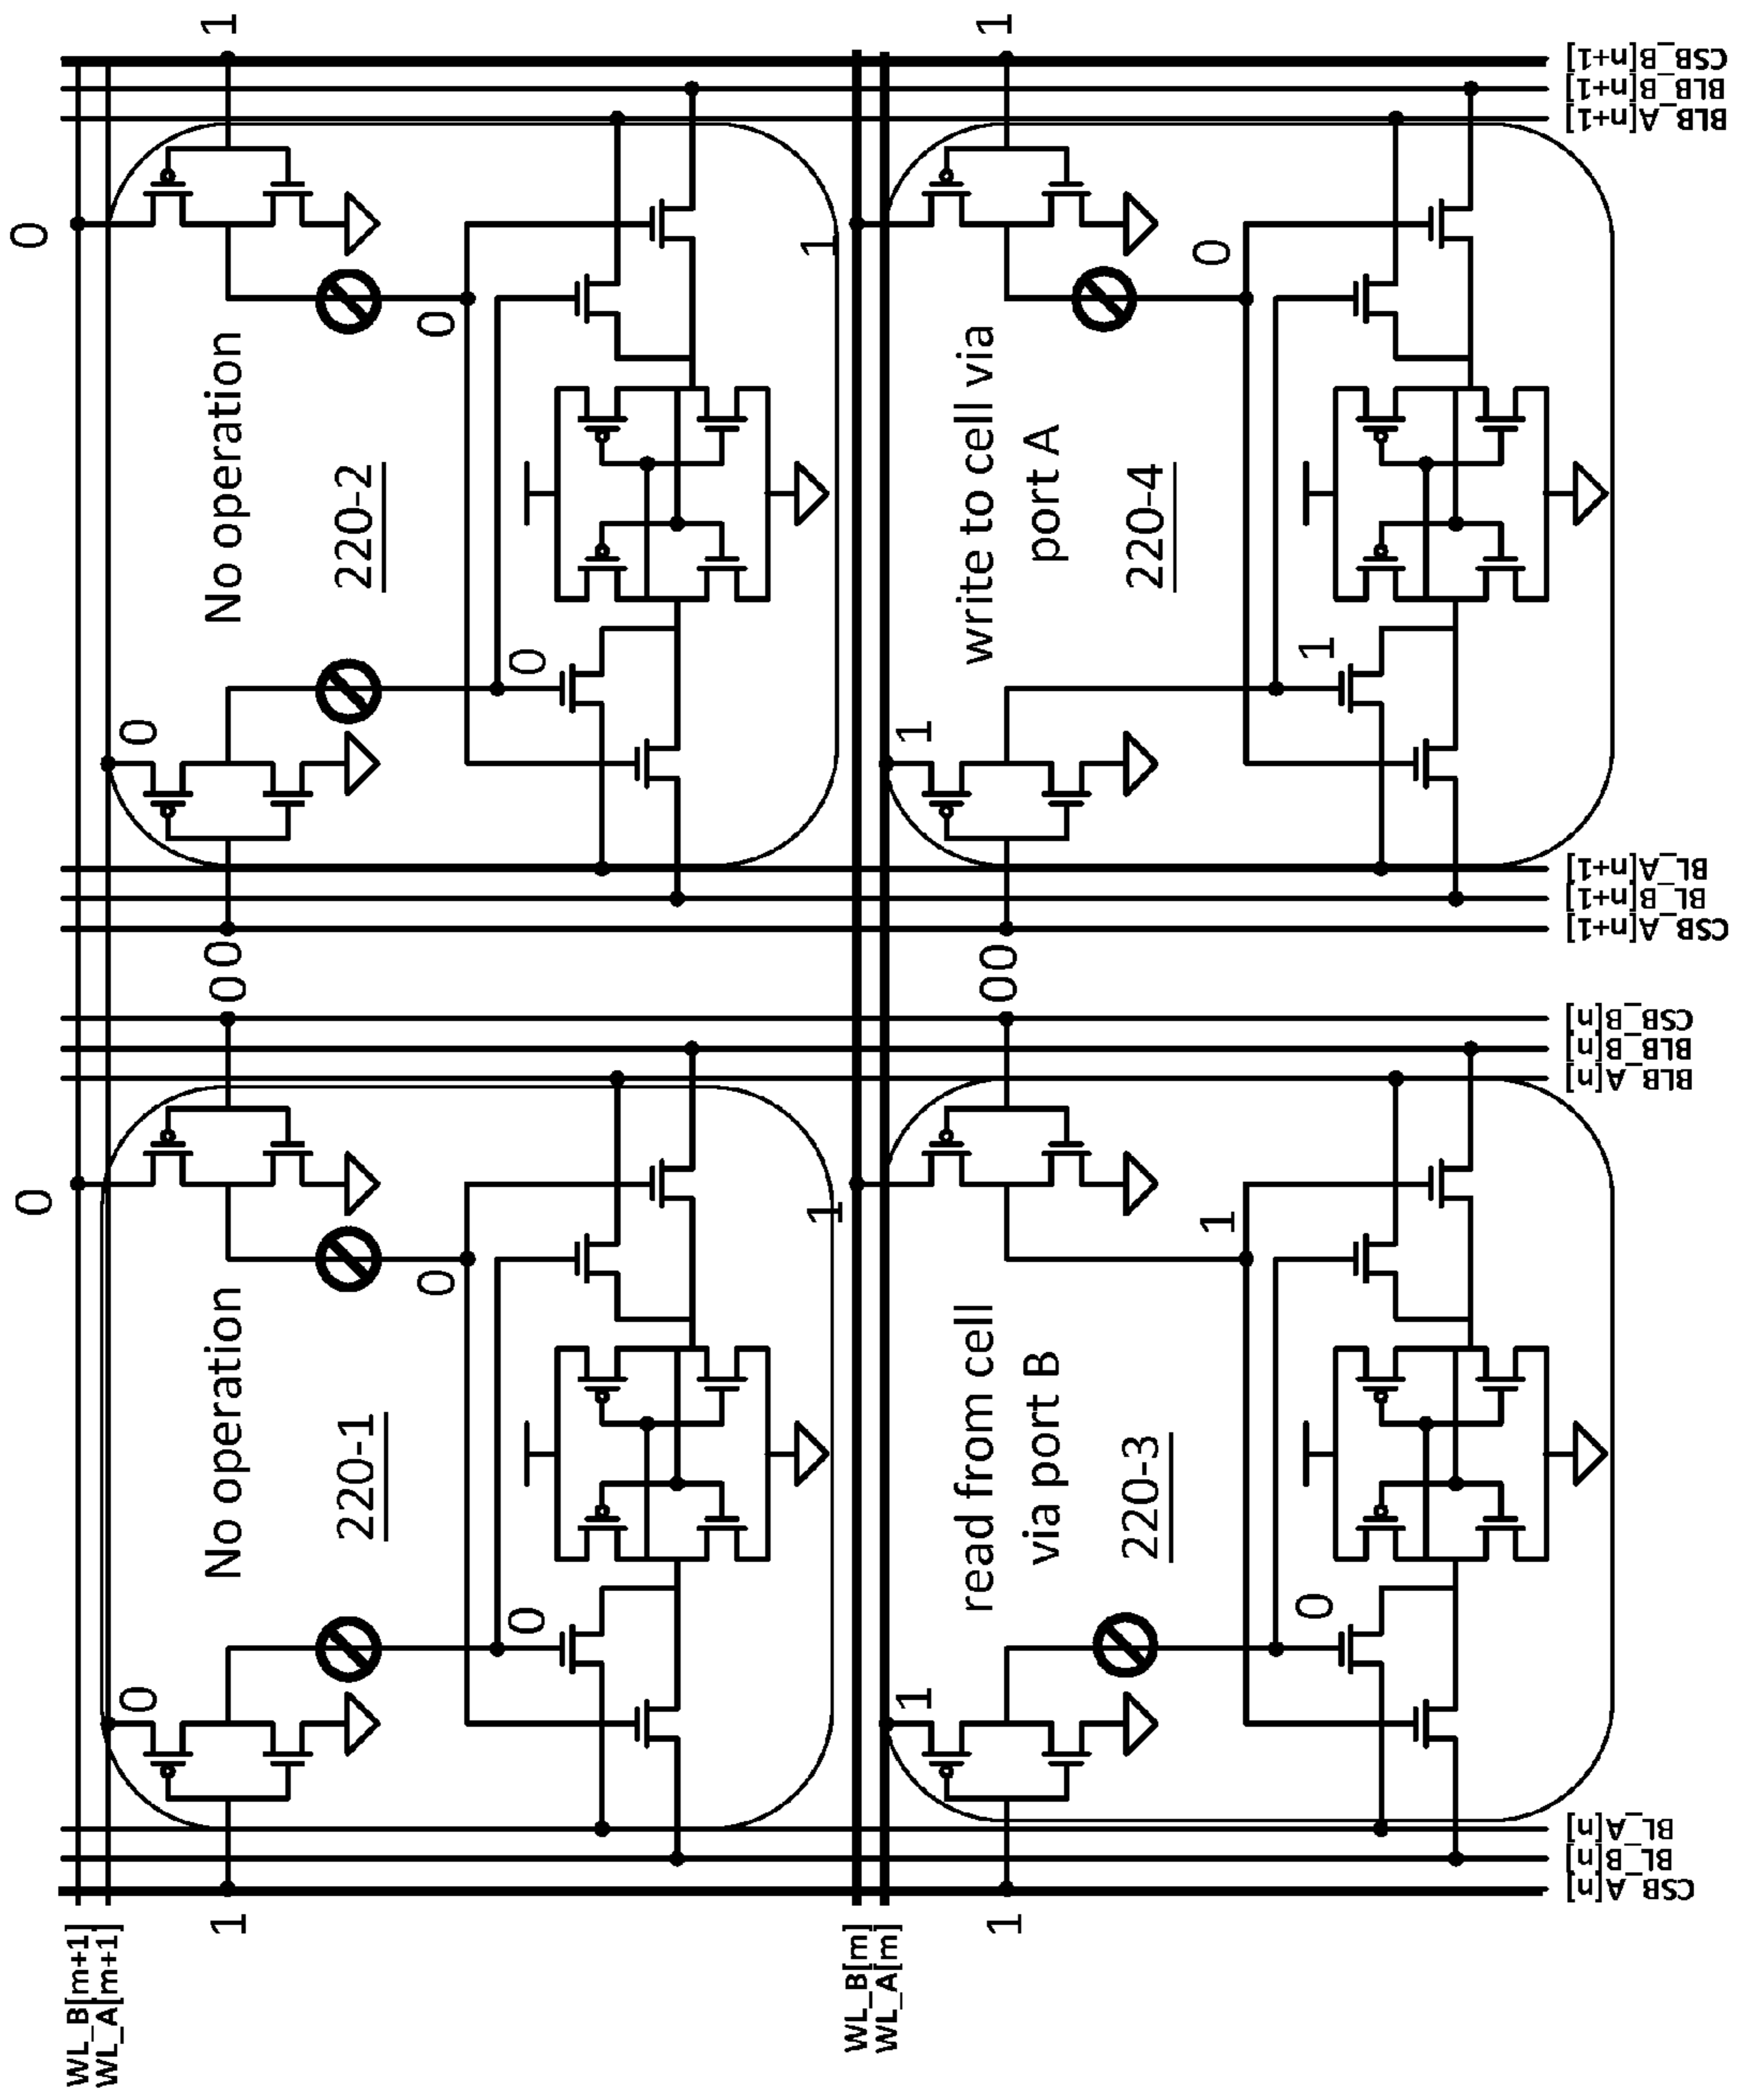 0
0
WL_B[m+1]
WL_A[m+1]
0
0
1
No operation
00
No operation
1
220-1
220-2
0
0
0
0
1
1
WL_B[m]
WL_A[m]
1
1
1
00
1
read from cell
via port B
220-3
write to cell via
port A
220-4
1
0
0
1
CSB_A[n]
BL_B[n]
BL_A[n]
BLB_A[n]
BLB_B[n]
CSB_B[n]
CSB_A[n+1]
BL_B[n+1]
BL_A[n+1]
BLB_A[n+1]
BLB_B[n+1]
CSB_B[n+1]